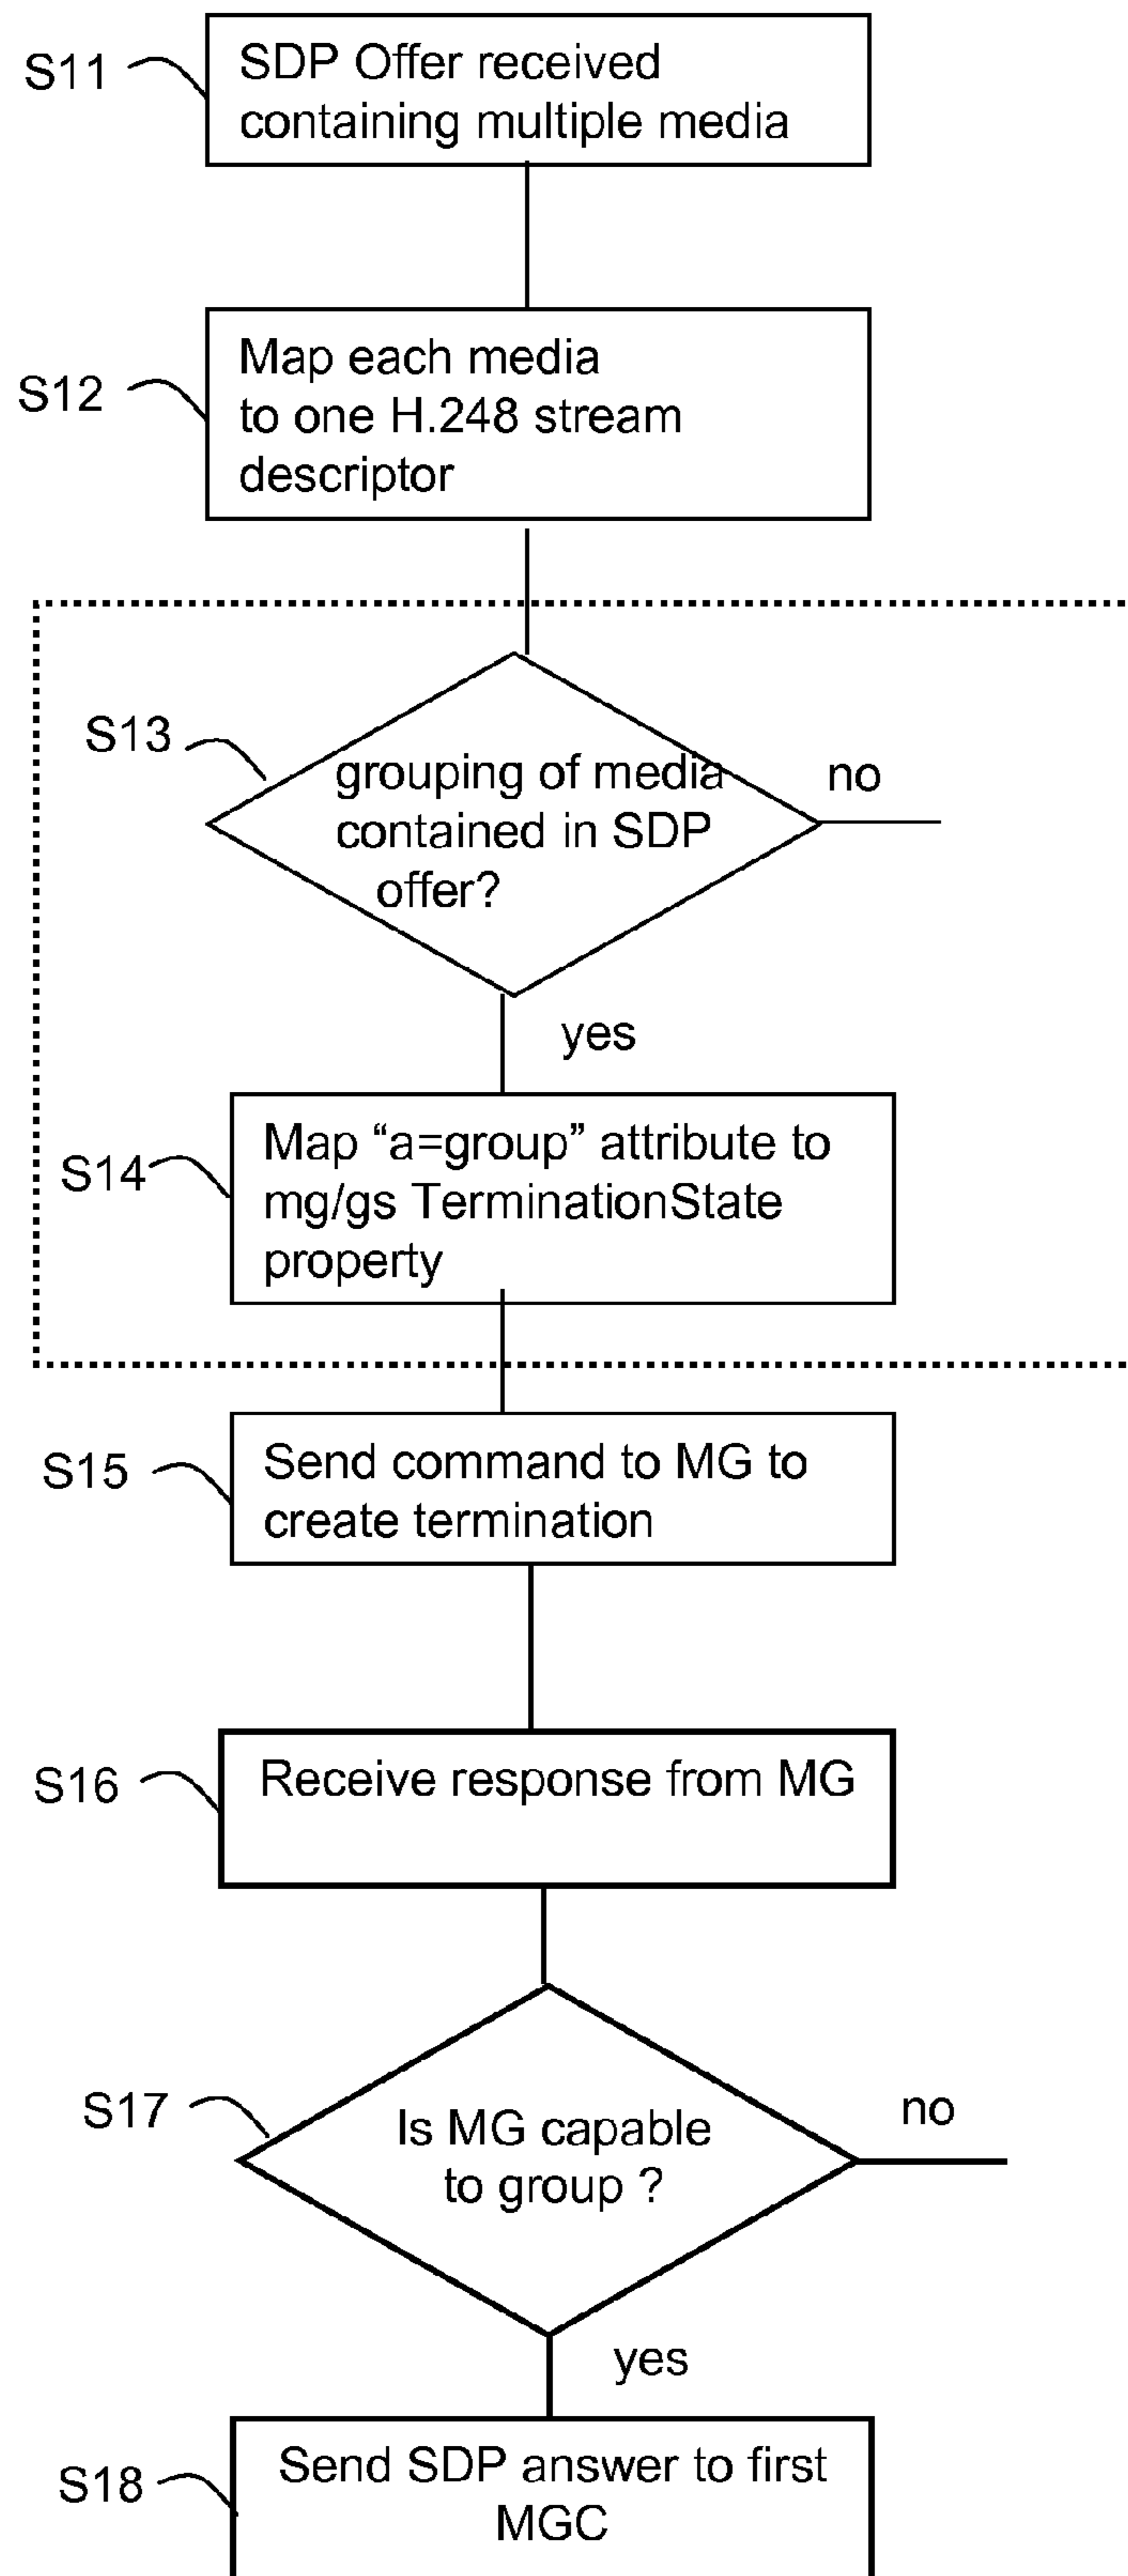 S11
SDP Offer received
containing multiple media
S12
Map each media
to one H.248 stream
descriptor
S13
grouping of media
contained in SDP
offer?
no
yes
S14
Map “a=group” attribute to
mg/gs TerminationState
property
S15
Send command to MG to
create termination
S16
Receive response from MG
S17
Is MG capable
to group ?
no
yes
S18
Send SDP answer to first
MGC